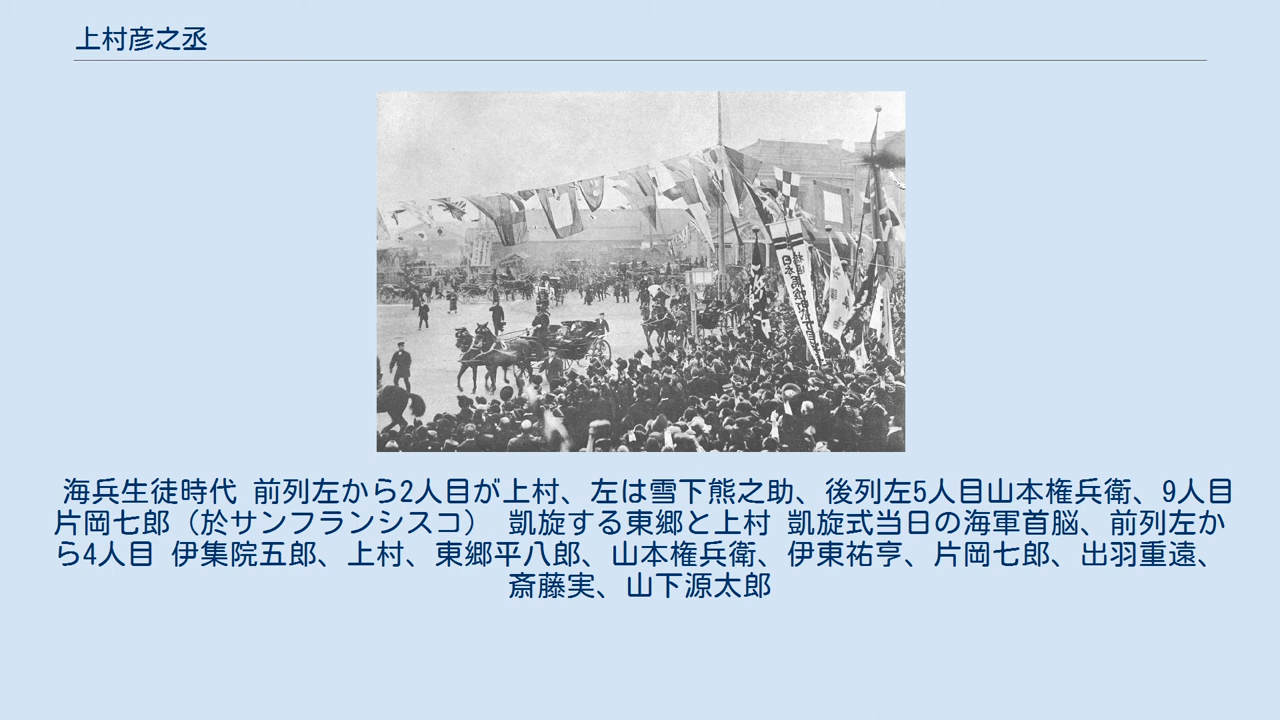 上村彦之丞
海兵生徒時代 前列左から2人目が上村、左は雪下熊之助、後列左5人目山本権兵衛、9人目
片岡七郎（於サンフランシスコ） 凱旋する東郷と上村 凱旋式当日の海軍首脳、前列左か
ら4人目 伊集院五郎、上村、東郷平八郎、山本権兵衛、伊東祐亨、片岡七郎、出羽重遠、
斎藤実、山下源太郎